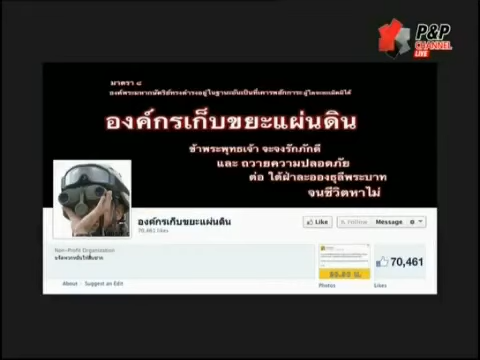 P&P
CHANNEL
LIVE
มาตรา ๘
องค์พระมหากษัตริย์ทรงดำรงอยู่ในฐานะอันเป็นที่เคารพสักการะ ผู้ใดจะละเมิดมิได้
องค์กรเก็บขยะแผ่นดิน
ข้าพระพุทธเจ้า จะจงรักภักดี
และ ถวายความปลอดภัย
ต่อ ใต้ฝ่าละอองธุลีพระบาท
จนชีวิตหาไม่
องค์กรเก็บขยะแผ่นดิน
70,461 likes
Like
Follow
Message
Non-Profit Organization
70,461
About · Suggest an Edit
Photos
Likes